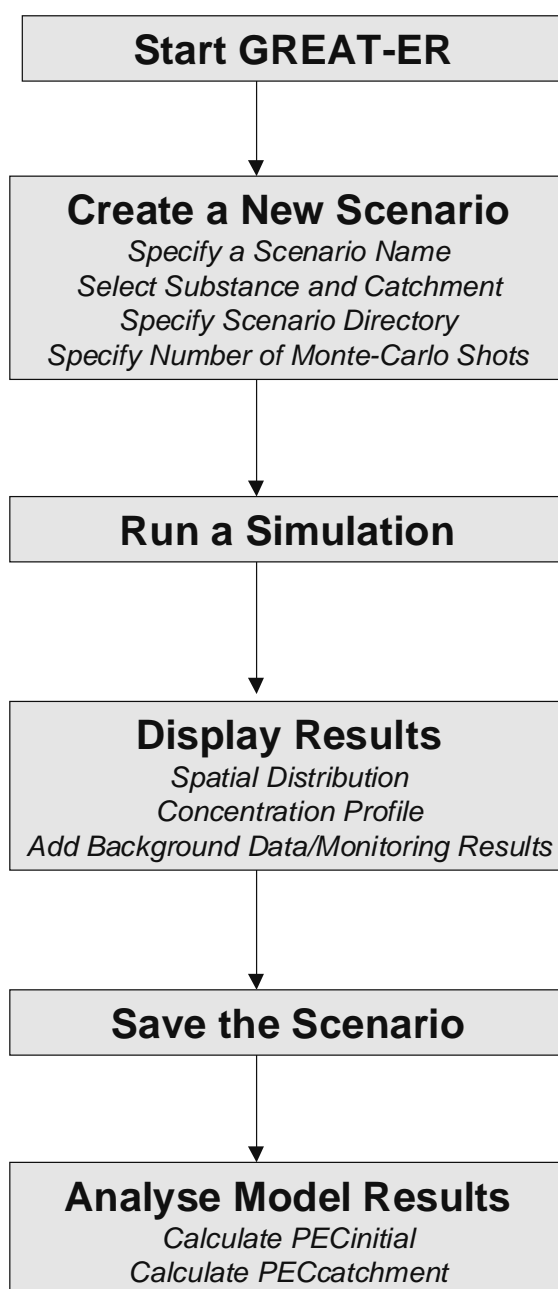 Start GREAT-ER
Create a New Scenario
Specify a Scenario Name
Select Substance and Catchment
Specify Scenario Directory
Specify Number of Monte-Carlo Shots
Run a Simulation
Display Results
Spatial Distribution
Concentration Profile
Add Background Data/Monitoring Results
Save the Scenario
Analyse Model Results
Calculate PECinitial
Calculate PECcatchment